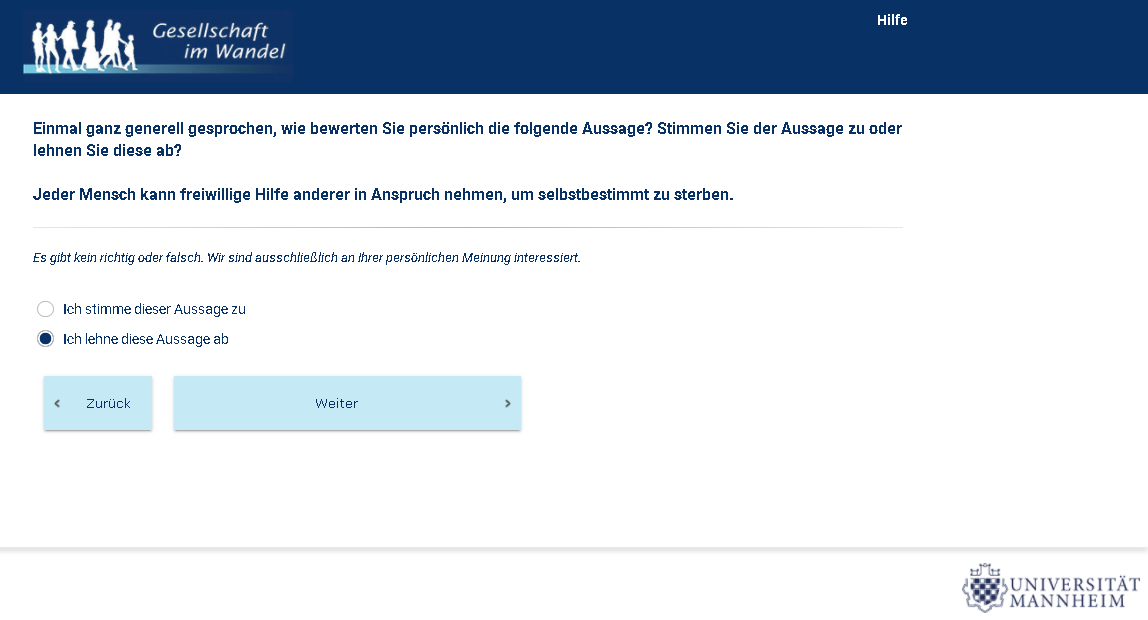 Gesellschaft
im Wandel
Hilfe
Einmal ganz generell gesprochen, wie bewerten Sie persönlich die folgende Aussage? Stimmen Sie der Aussage zu oder
lehnen Sie diese ab?
Jeder Mensch kann freiwillige Hilfe anderer in Anspruch nehmen, um selbstbestimmt zu sterben.
Es gibt kein richtig oder falsch. Wir sind ausschließlich an Ihrer persönlichen Meinung interessiert.
Ich stimme dieser Aussage zu
Ich lehne diese Aussage ab
Zurück
Weiter
UNIVERSITÄT
MANNHEIM